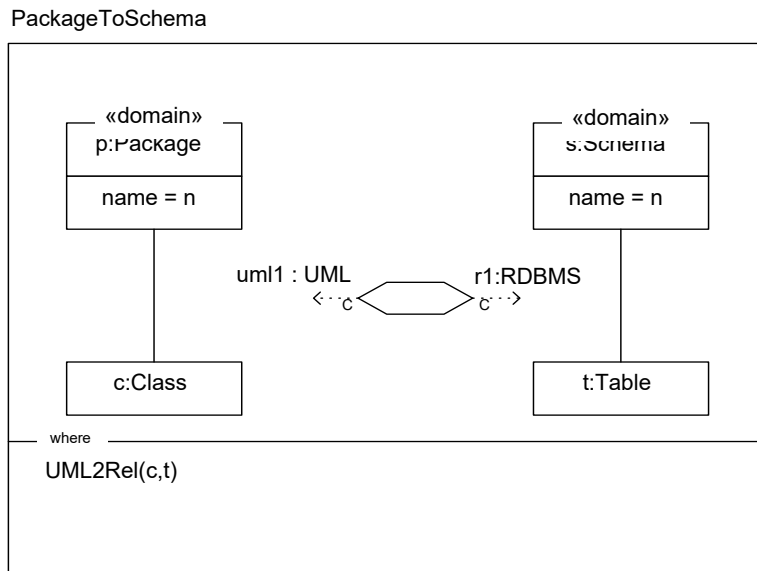 PackageToSchema
«domain»
p:Package
name = n
«domain»
s:Schema
name = n
uml1 : UML
r1:RDBMS
C
C
c:Class
t:Table
where
UML2Rel(c,t)